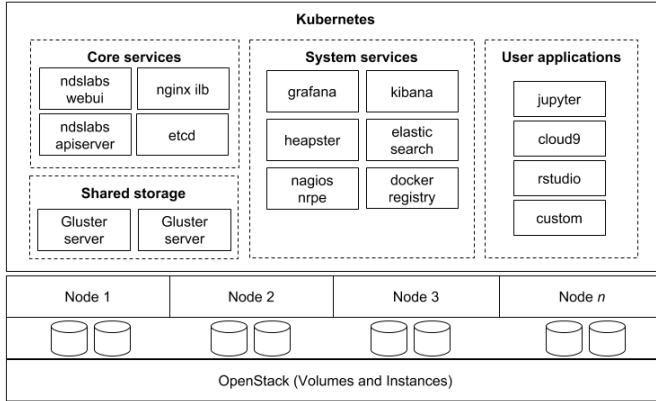 Kubernetes
Core services
ndslabs
webui
nginx ilb
ndslabs
apiserver
etcd
Shared storage
Gluster
server
Gluster
server
System services
grafana
kibana
heapster
elastic
search
nagios
nrpe
docker
registry
User applications
jupyter
cloud9
rstudio
custom
Node 1
Node 2
Node 3
Node n
OpenStack (Volumes and Instances)